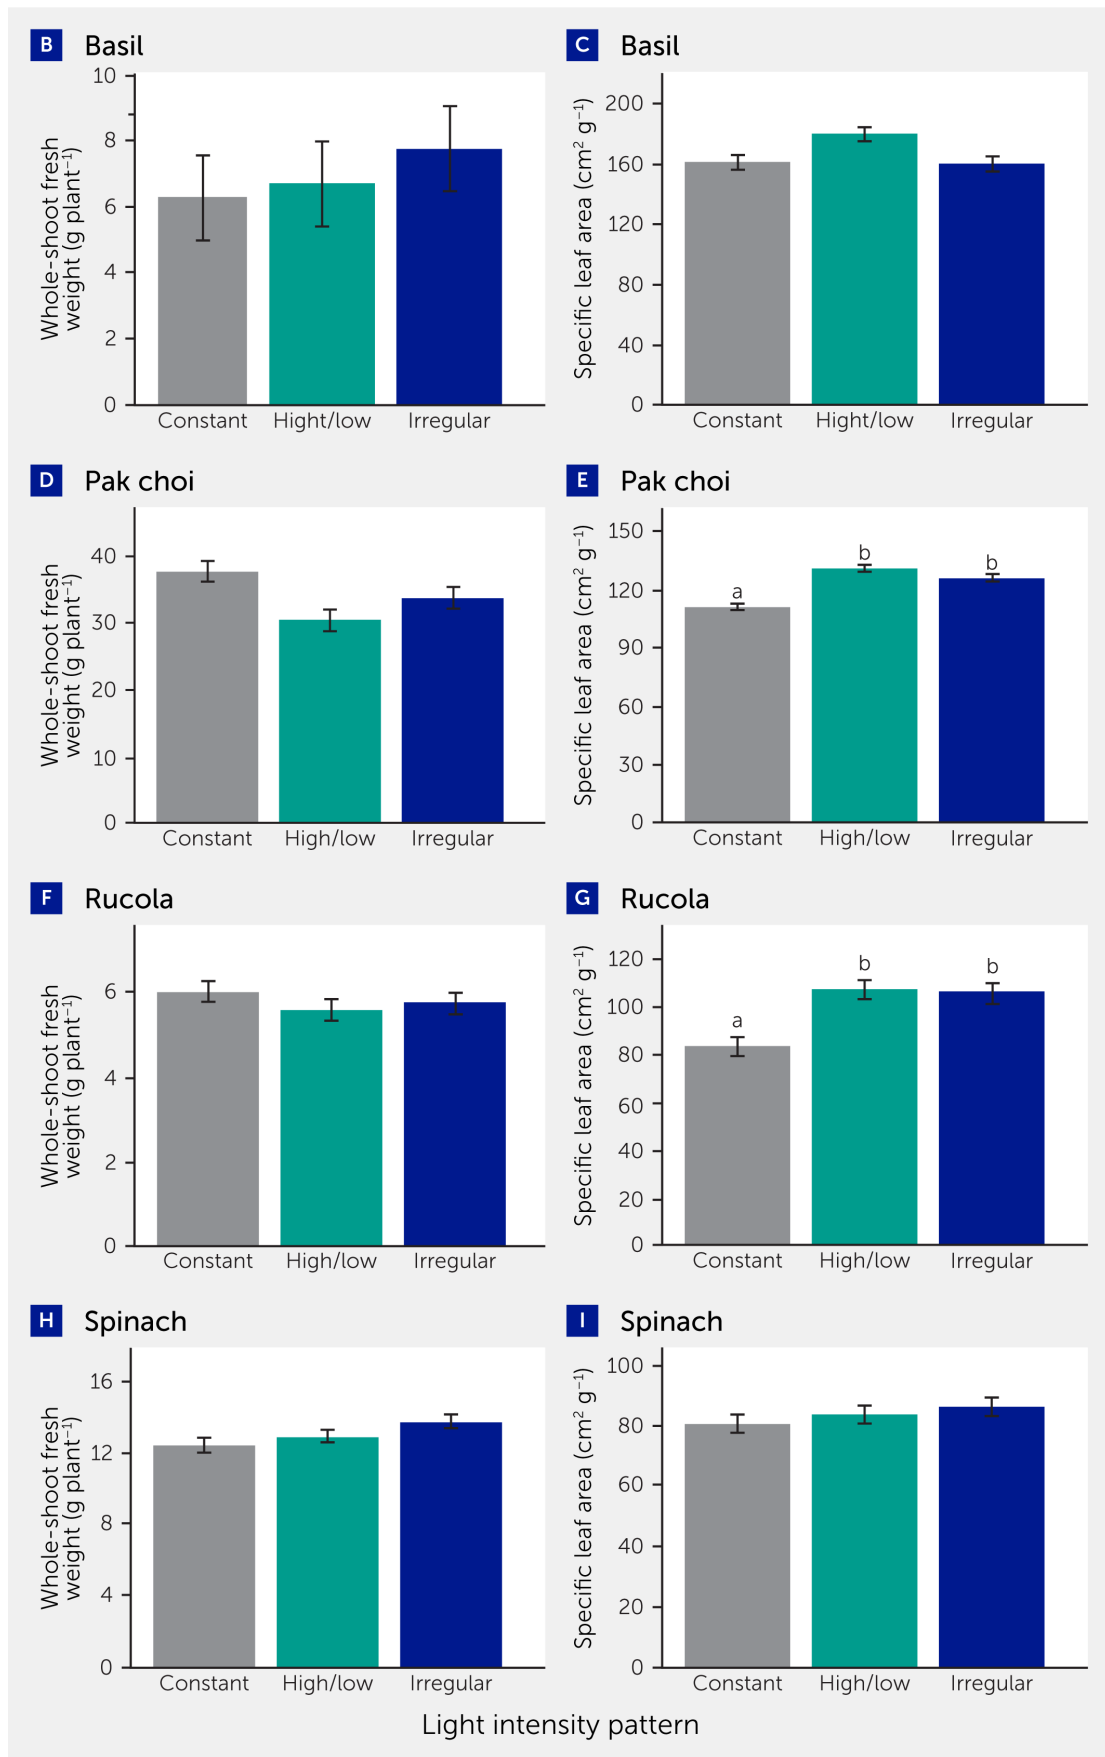 B Basil
10
8
6
4
2
0
Whole-shoot fresh
weight (g plant⁻¹)
Constant Hight/low Irregular
C Basil
200
160
120
80
40
0
Specific leaf area (cm² g⁻¹)
Constant Hight/low Irregular
D Pak choi
40
30
20
10
0
Whole-shoot fresh
weight (g plant⁻¹)
Constant High/low Irregular
E Pak choi
150
120
90
60
30
0
Specific leaf area (cm² g⁻¹)
a b b
Constant High/low Irregular
F Rucola
6
4
2
0
Whole-shoot fresh
weight (g plant⁻¹)
Constant High/low Irregular
G Rucola
120
100
80
60
40
20
0
Specific leaf area (cm² g⁻¹)
a b b
Constant High/low Irregular
H Spinach
16
12
8
4
0
Whole-shoot fresh
weight (g plant⁻¹)
Constant High/low Irregular
I Spinach
100
80
60
40
20
0
Specific leaf area (cm² g⁻¹)
Constant High/low Irregular
Light intensity pattern